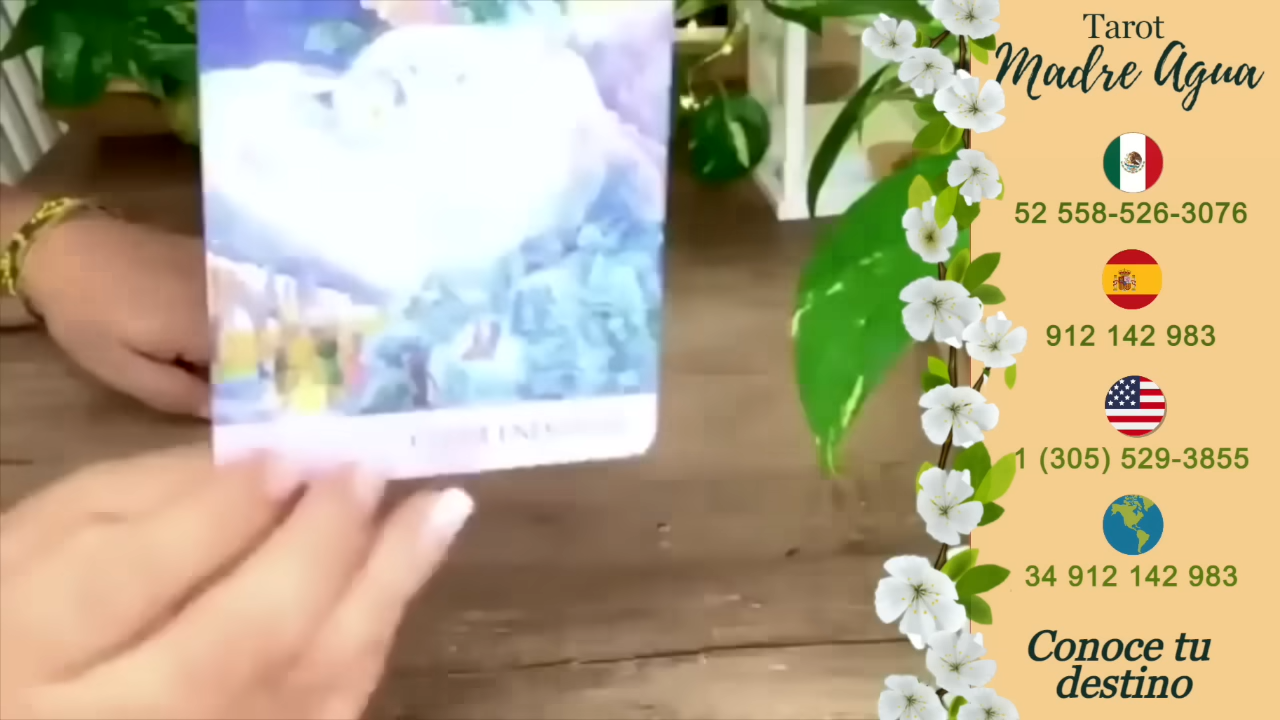 Tarot
Madre Agua
52 558-526-3076
912 142 983
1 (305) 529-3855
34 912 142 983
Conoce tu
destino